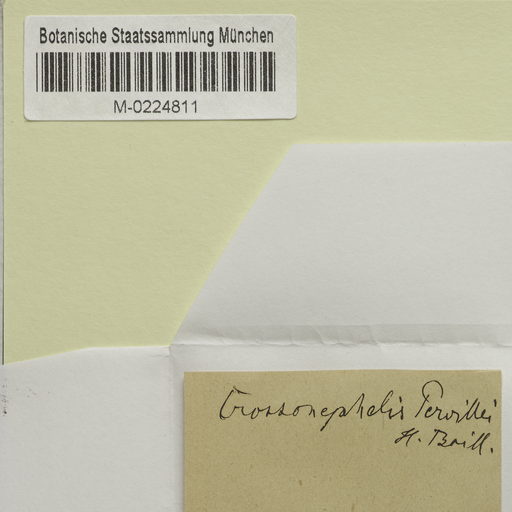 Botanische Staatssammlung München
M-0224811
Crossonephelis Pervillei
H. Baill.